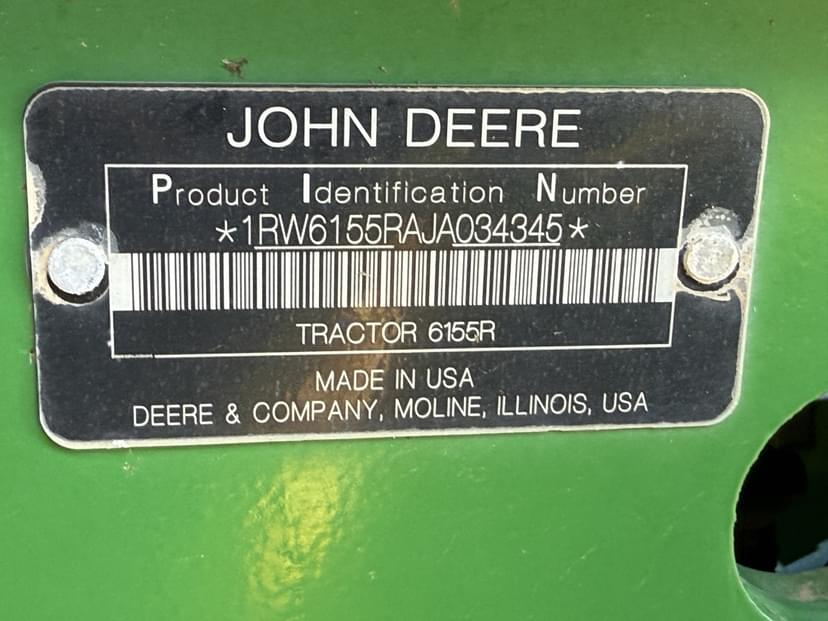 JOHN DEERE
Product Identification Number
*1RW6155RAJA034345*
TRACTOR 6155R
MADE IN USA
DEERE & COMPANY, MOLINE, ILLINOIS, USA